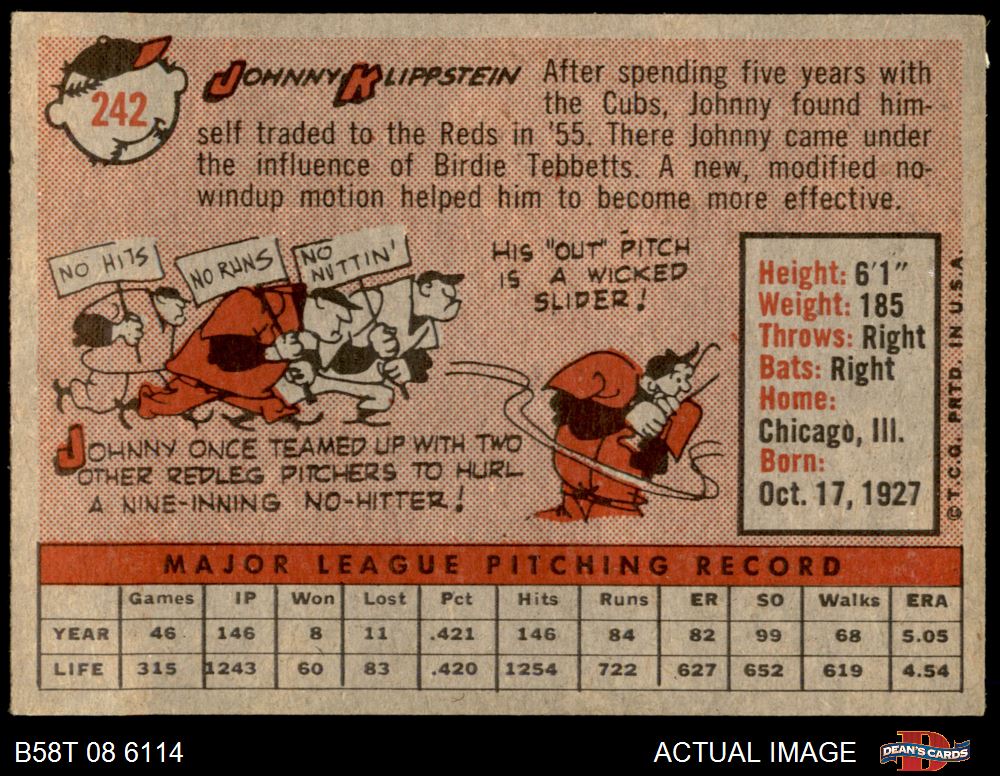 242
JOHNNY KLIPPSTEIN
After spending five years with
the Cubs, Johnny found him-
self traded to the Reds in '55. There Johnny came under
the influence of Birdie Tebbetts. A new, modified no-
windup motion helped him to become more effective.
NO HITS
NO RUNS
NO
NUTTIN'
HIS "OUT" PITCH
IS A WICKED
SLIDER!
JOHNNY ONCE TEAMED UP WITH TWO
OTHER REDLEG PITCHERS TO HURL
A NINE-INNING NO-HITTER!
Height: 6'1"
Weight: 185
Throws: Right
Bats: Right
Home:
Chicago, Ill.
Born:
Oct. 17, 1927
©T.C.G. PRTD. IN U.S.A.
MAJOR LEAGUE PITCHING RECORD
Games IP Won Lost Pct Hits Runs ER SO Walks ERA
YEAR 46 146 8 11 .421 146 84 82 99 68 5.05
LIFE 315 1243 60 83 .420 1254 722 627 652 619 4.54
B58T 08 6114
ACTUAL IMAGE
DEAN'S CARDS